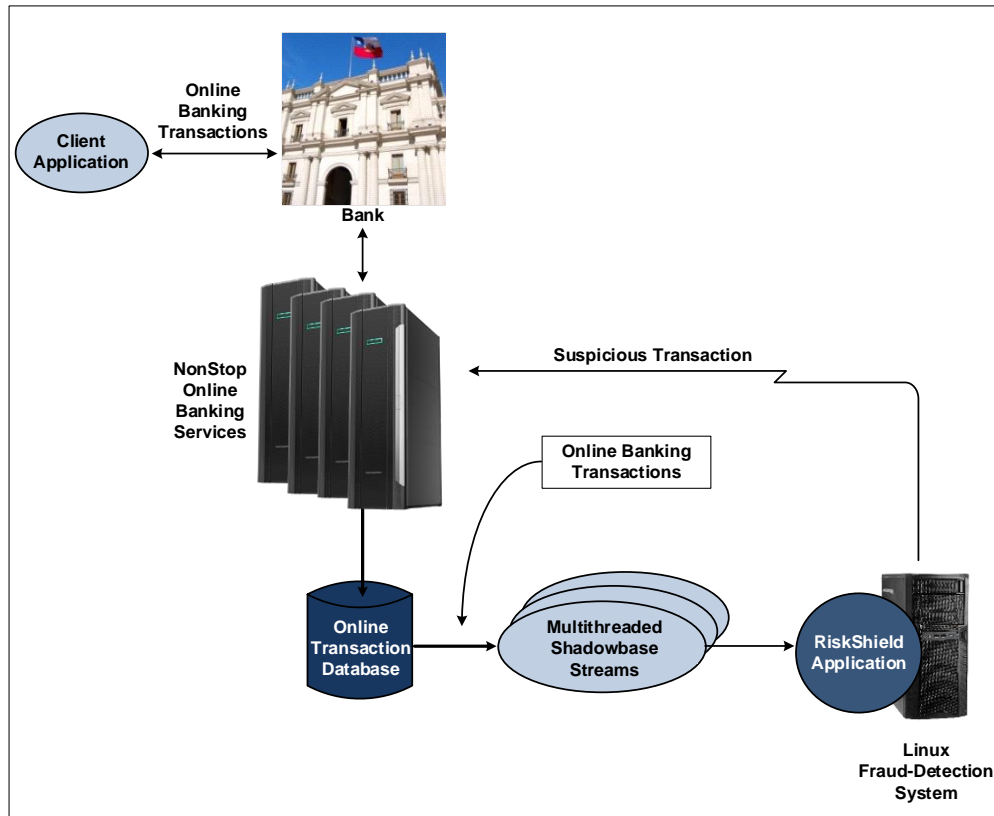 Online
Banking
Transactions
Client
Application
Bank
NonStop
Online
Banking
Services
Suspicious Transaction
Online Banking
Transactions
Online
Transaction
Database
Multithreaded
Shadowbase
Streams
RiskShield
Application
Linux
Fraud-Detection
System